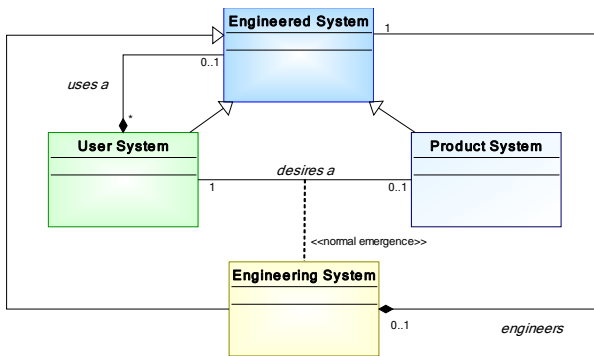 Engineered System
1
0..1
uses a
*
User System
Product System
desires a
1
0..1
<<normal emergence>>
Engineering System
0..1
engineers